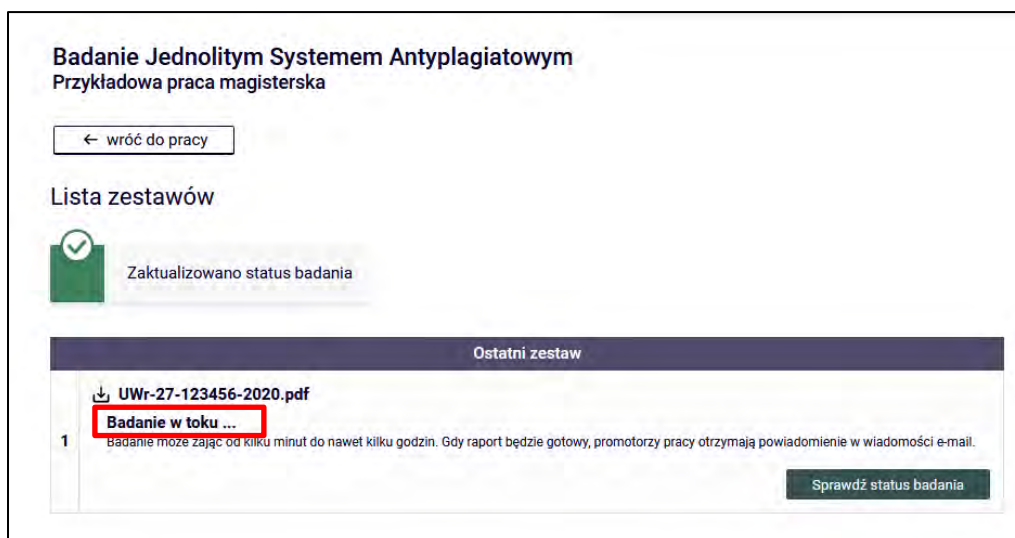 Badanie Jednolitym Systemem Antyplagiatowym
Przykładowa praca magisterska
← wróć do pracy
Lista zestawów
Zaktualizowano status badania
Ostatni zestaw
UWr-27-123456-2020.pdf
Badanie w toku ...
1
Badanie może zająć od kilku minut do nawet kilku godzin. Gdy raport będzie gotowy, promotorzy pracy otrzymają powiadomienie w wiadomości e-mail.
Sprawdź status badania